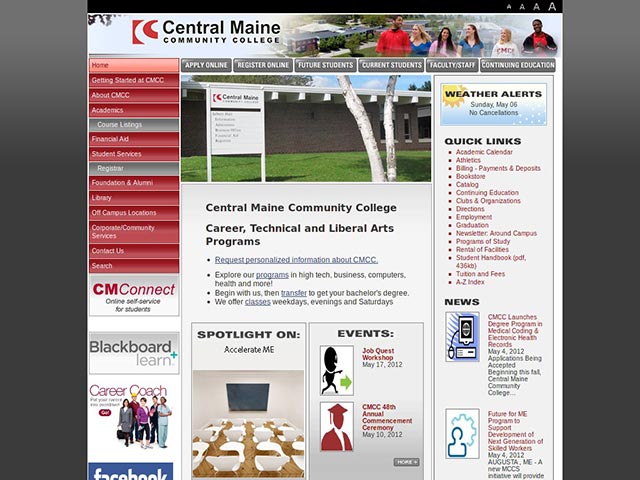 A A A A
Central Maine
COMMUNITY COLLEGE
APPLY ONLINE
REGISTER ONLINE
FUTURE STUDENTS
CURRENT STUDENTS
FACULTY/STAFF
CONTINUING EDUCATION
Home
Getting Started at CMCC
About CMCC
Academics
Course Listings
Financial Aid
Student Services
Registrar
Foundation & Alumni
Library
Off Campus Locations
Corporate/Community
Services
Contact Us
Search
CMConnect
Online self-service
for students
Blackboard
learn+
Career Coach
facebook
Central Maine
COMMUNITY COLLEGE
Central Maine Community College
Career, Technical and Liberal Arts
Programs
Request personalized information about CMCC.
Explore our programs in high tech, business, computers,
health and more!
Begin with us, then transfer to get your bachelor's degree.
We offer classes weekdays, evenings and Saturdays
SPOTLIGHT ON:
Accelerate ME
EVENTS:
Job Quest
Workshop
May 17, 2012
CMCC 48th
Annual
Commencement
Ceremony
May 10, 2012
MORE
WEATHER ALERTS
Sunday, May 06
No Cancellations
QUICK LINKS
Academic Calendar
Athletics
Billing - Payments & Deposits
Bookstore
Catalog
Continuing Education
Clubs & Organizations
Directions
Employment
Graduation
Newsletter: Around Campus
Programs of Study
Rental of Facilities
Student Handbook (pdf,
436kb)
Tuition and Fees
A-Z Index
NEWS
CMCC Launches
Degree Program in
Medical Coding &
Electronic Health
Records
May 4, 2012
Applications Being
Accepted
Beginning this fall,
Central Maine
Community
College...
Future for ME
Program to
Support
Development of
Next Generation of
Skilled Workers
May 4, 2012
AUGUSTA , ME - A
new MCCS
initiative will provide